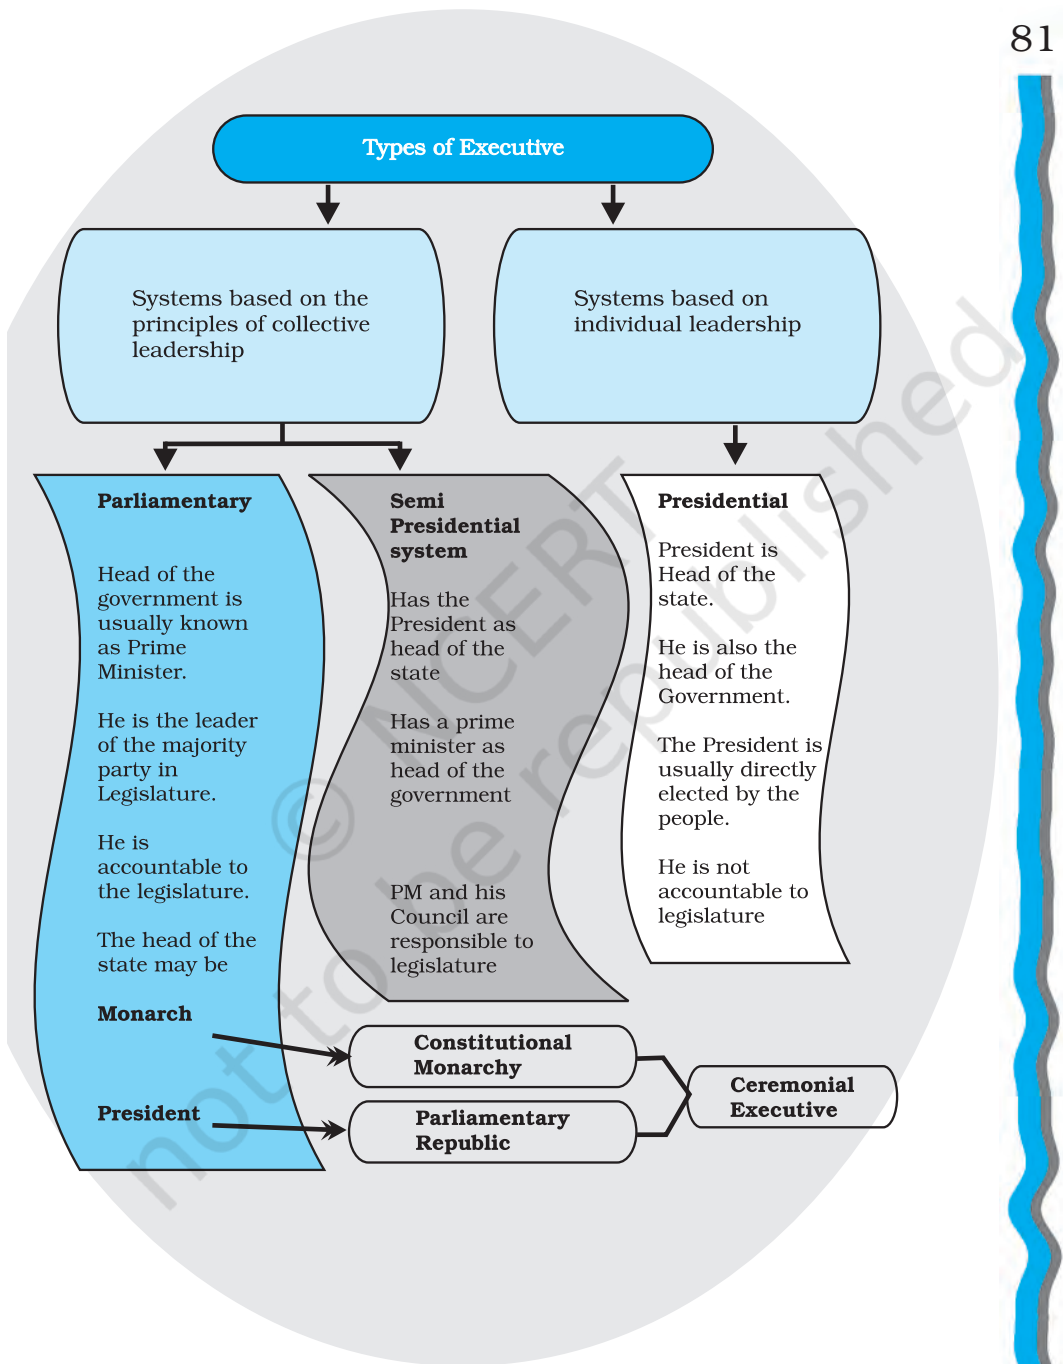 81
Types of Executive
Systems based on the
principles of collective
leadership
Systems based on
individual leadership
Parliamentary
Head of the
government is
usually known
as Prime
Minister.
He is the leader
of the majority
party in
Legislature.
He is
accountable to
the legislature.
The head of the
state may be
Monarch
President
Semi
Presidential
system
Has the
President as
head of the
state
Has a prime
minister as
head of the
government
PM and his
Council are
responsible to
legislature
Presidential
President is
Head of the
state.
He is also the
head of the
Government.
The President is
usually directly
elected by the
people.
He is not
accountable to
legislature
Constitutional
Monarchy
Parliamentary
Republic
Ceremonial
Executive
© NCERT
not to be republished